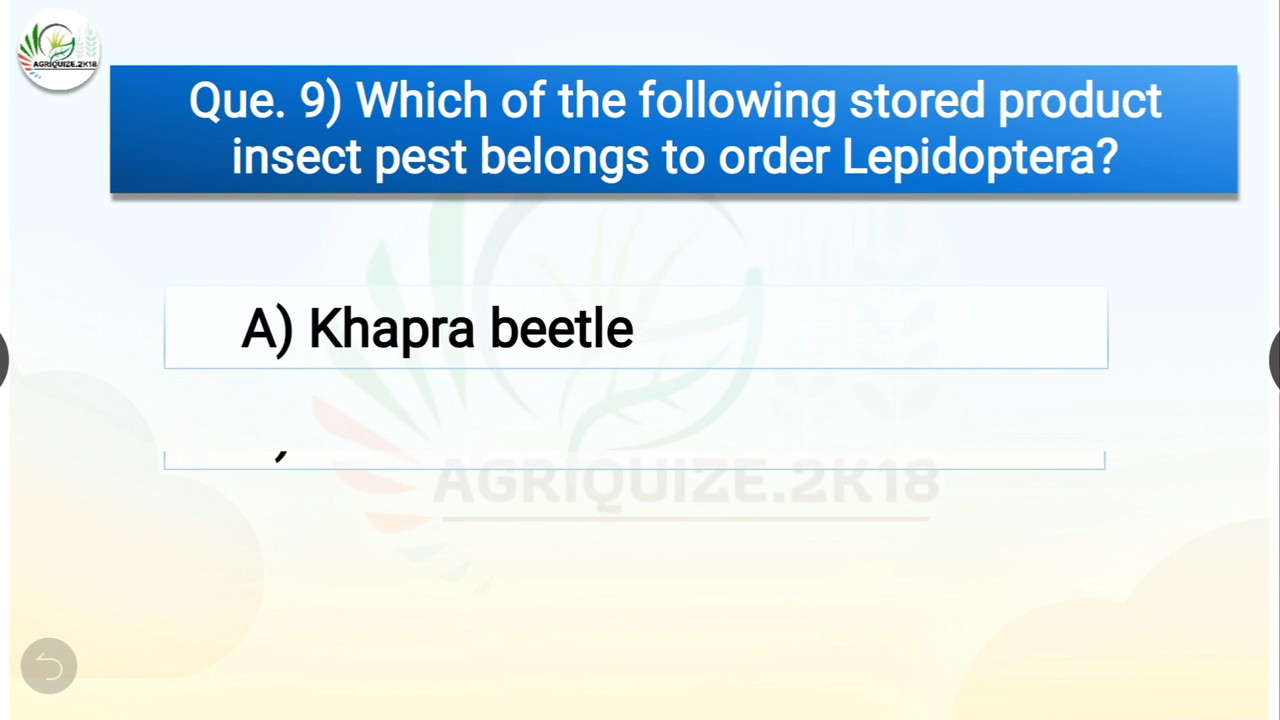 AGRIQUIZE.2K18
Que. 9) Which of the following stored product
insect pest belongs to order Lepidoptera?
A) Khapra beetle
AGRIQUIZE.2K18